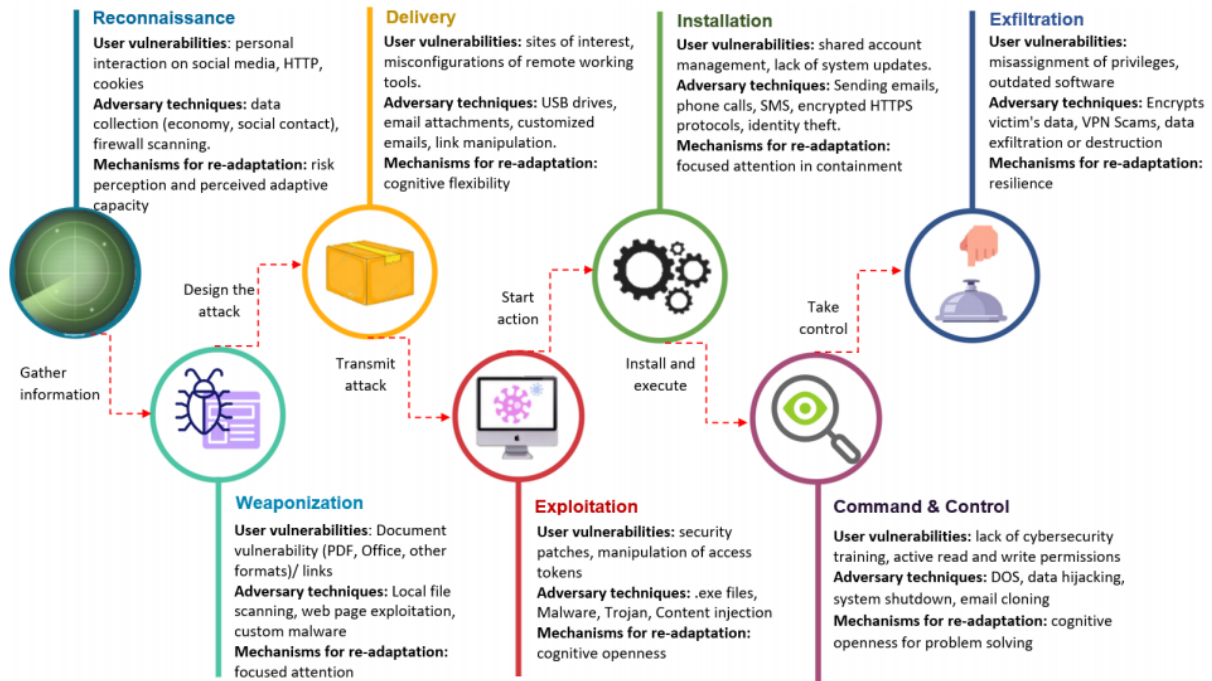 Reconnaissance
User vulnerabilities: personal
interaction on social media, HTTP,
cookies
Adversary techniques: data
collection (economy, social contact),
firewall scanning.
Mechanisms for re-adaptation: risk
perception and perceived adaptive
capacity
Delivery
User vulnerabilities: sites of interest,
misconfigurations of remote working
tools.
Adversary techniques: USB drives,
email attachments, customized
emails, link manipulation.
Mechanisms for re-adaptation:
cognitive flexibility
Installation
User vulnerabilities: shared account
management, lack of system updates.
Adversary techniques: Sending emails,
phone calls, SMS, encrypted HTTPS
protocols, identity theft.
Mechanisms for re-adaptation:
focused attention in containment
Exfiltration
User vulnerabilities:
misassignment of privileges,
outdated software
Adversary techniques: Encrypts
victim's data, VPN Scams, data
exfiltration or destruction
Mechanisms for re-adaptation:
resilience
Gather
information
Design the
attack
Transmit
attack
Start
action
Install and
execute
Take
control
Weaponization
User vulnerabilities: Document
vulnerability (PDF, Office, other
formats)/ links
Adversary techniques: Local file
scanning, web page exploitation,
custom malware
Mechanisms for re-adaptation:
focused attention
Exploitation
User vulnerabilities: security
patches, manipulation of access
tokens
Adversary techniques: .exe files,
Malware, Trojan, Content injection
Mechanisms for re-adaptation:
cognitive openness
Command & Control
User vulnerabilities: lack of cybersecurity
training, active read and write permissions
Adversary techniques: DOS, data hijacking,
system shutdown, email cloning
Mechanisms for re-adaptation: cognitive
openness for problem solving